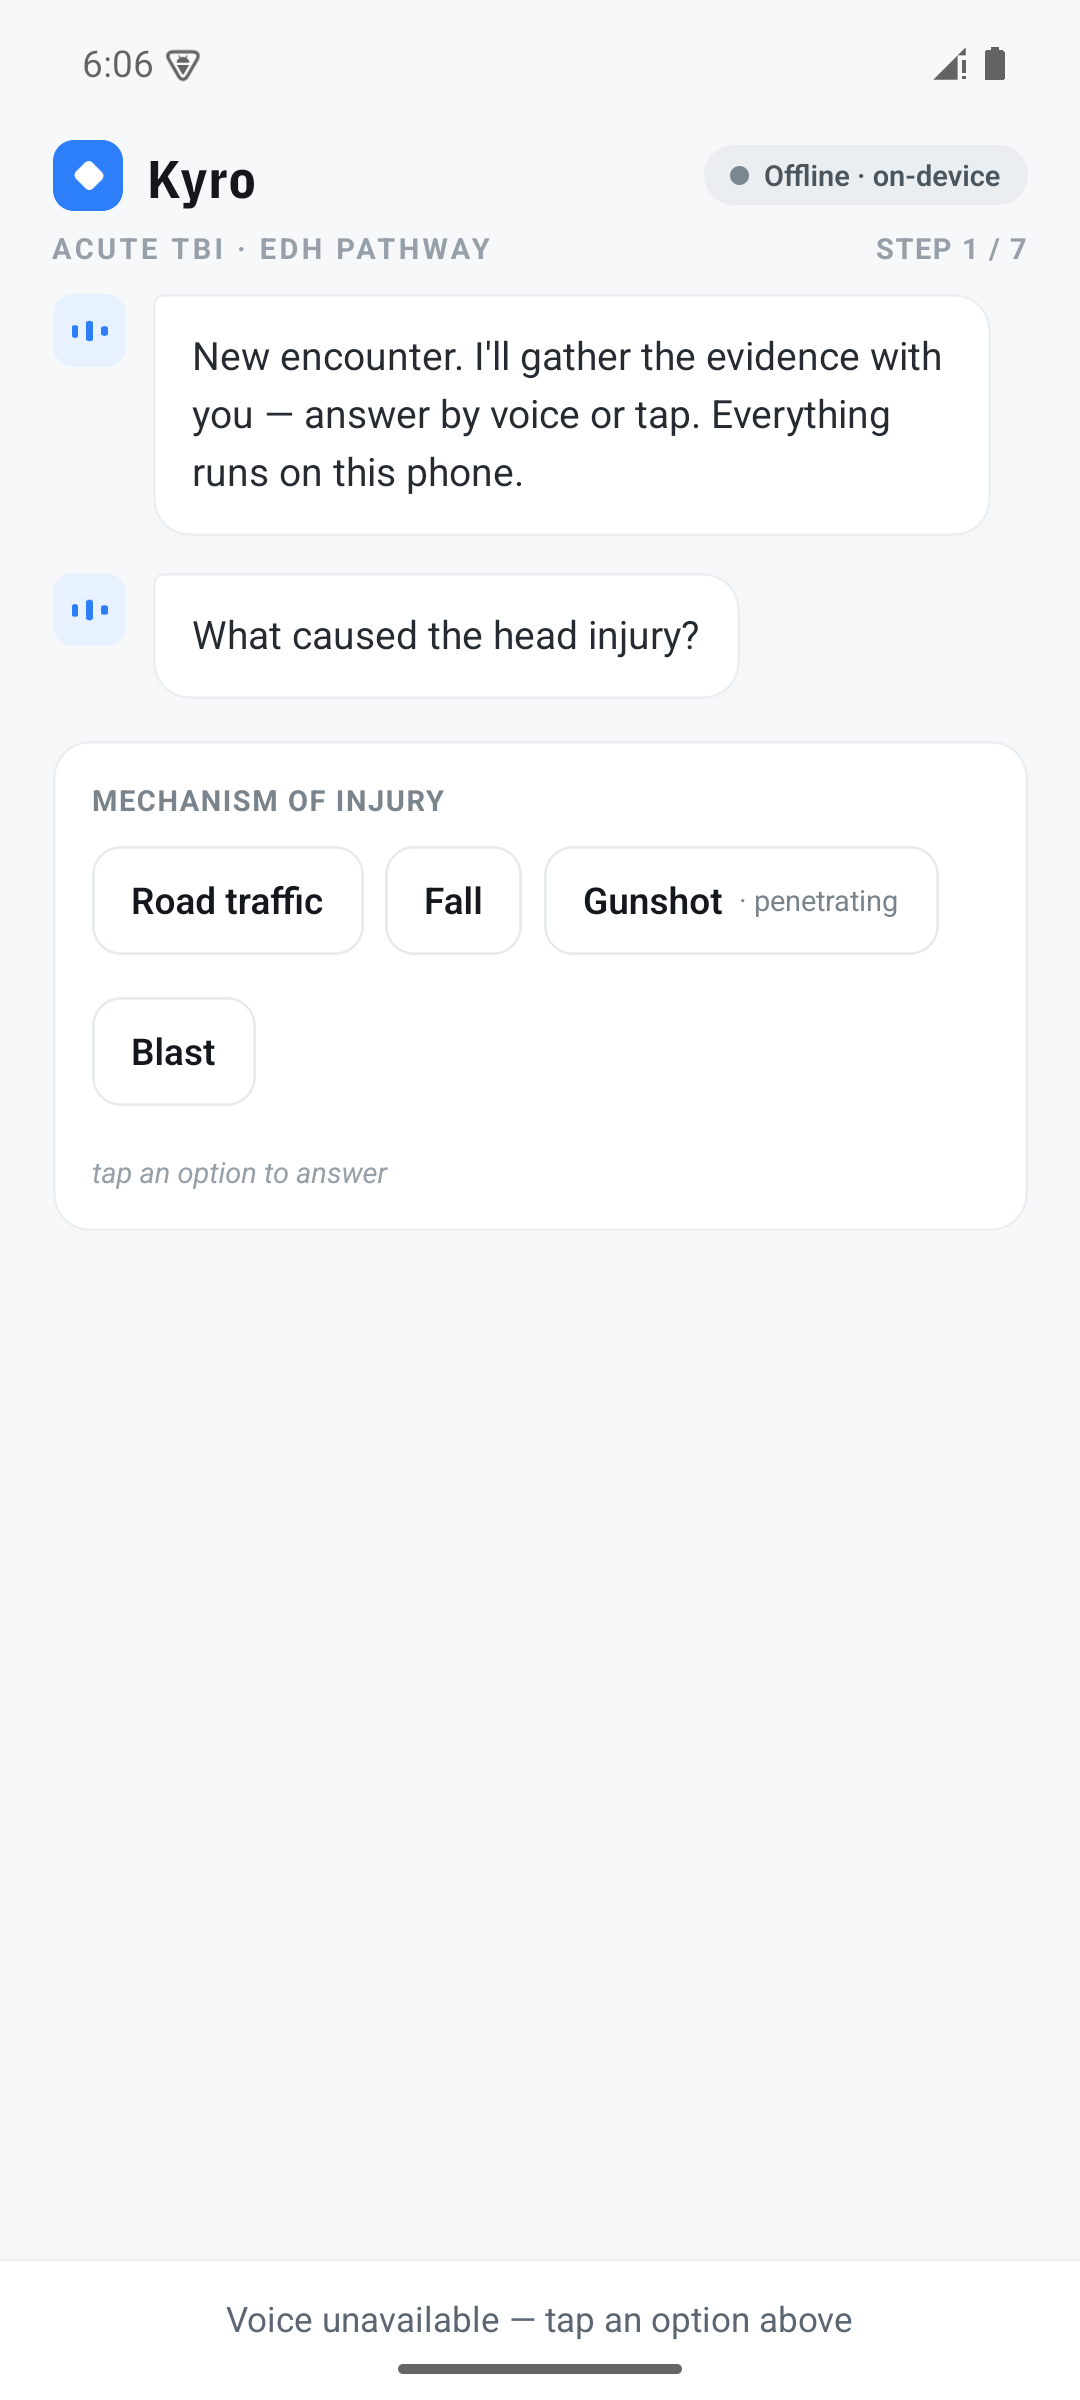 6:06
Kyro
Offline · on-device
ACUTE TBI · EDH PATHWAY
STEP 1 / 7
New encounter. I'll gather the evidence with
you — answer by voice or tap. Everything
runs on this phone.
What caused the head injury?
MECHANISM OF INJURY
Road traffic
Fall
Gunshot · penetrating
Blast
tap an option to answer
Voice unavailable — tap an option above